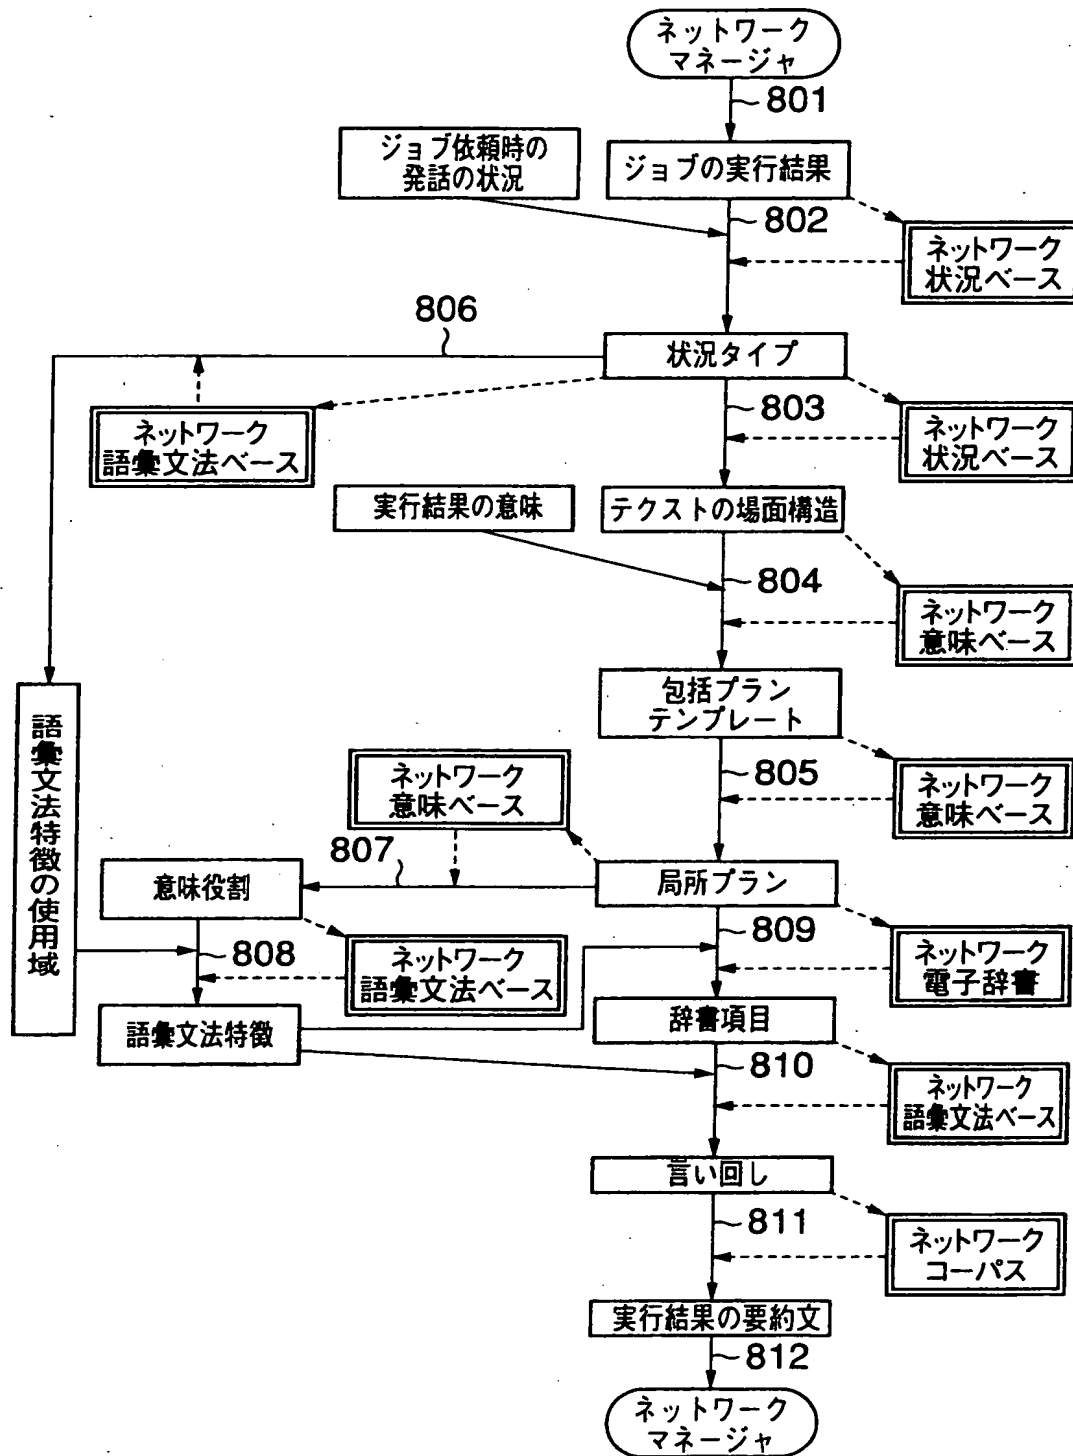 ネットワーク
マネージャ
801
ジョブ依頼時の
発話の状況
ジョブの実行結果
802
ネットワーク
状況ベース
806
状況タイプ
ネットワーク
語彙文法ベース
803
ネットワーク
状況ベース
実行結果の意味
テクストの場面構造
804
ネットワーク
意味ベース
包括プラン
テンプレート
語彙文法特徴の使用域
ネットワーク
意味ベース
805
ネットワーク
意味ベース
807
意味役割
局所プラン
808
ネットワーク
語彙文法ベース
809
ネットワーク
電子辞書
語彙文法特徴
辞書項目
810
ネットワーク
語彙文法ベース
言い回し
811
ネットワーク
コーパス
実行結果の要約文
812
ネットワーク
マネージャ